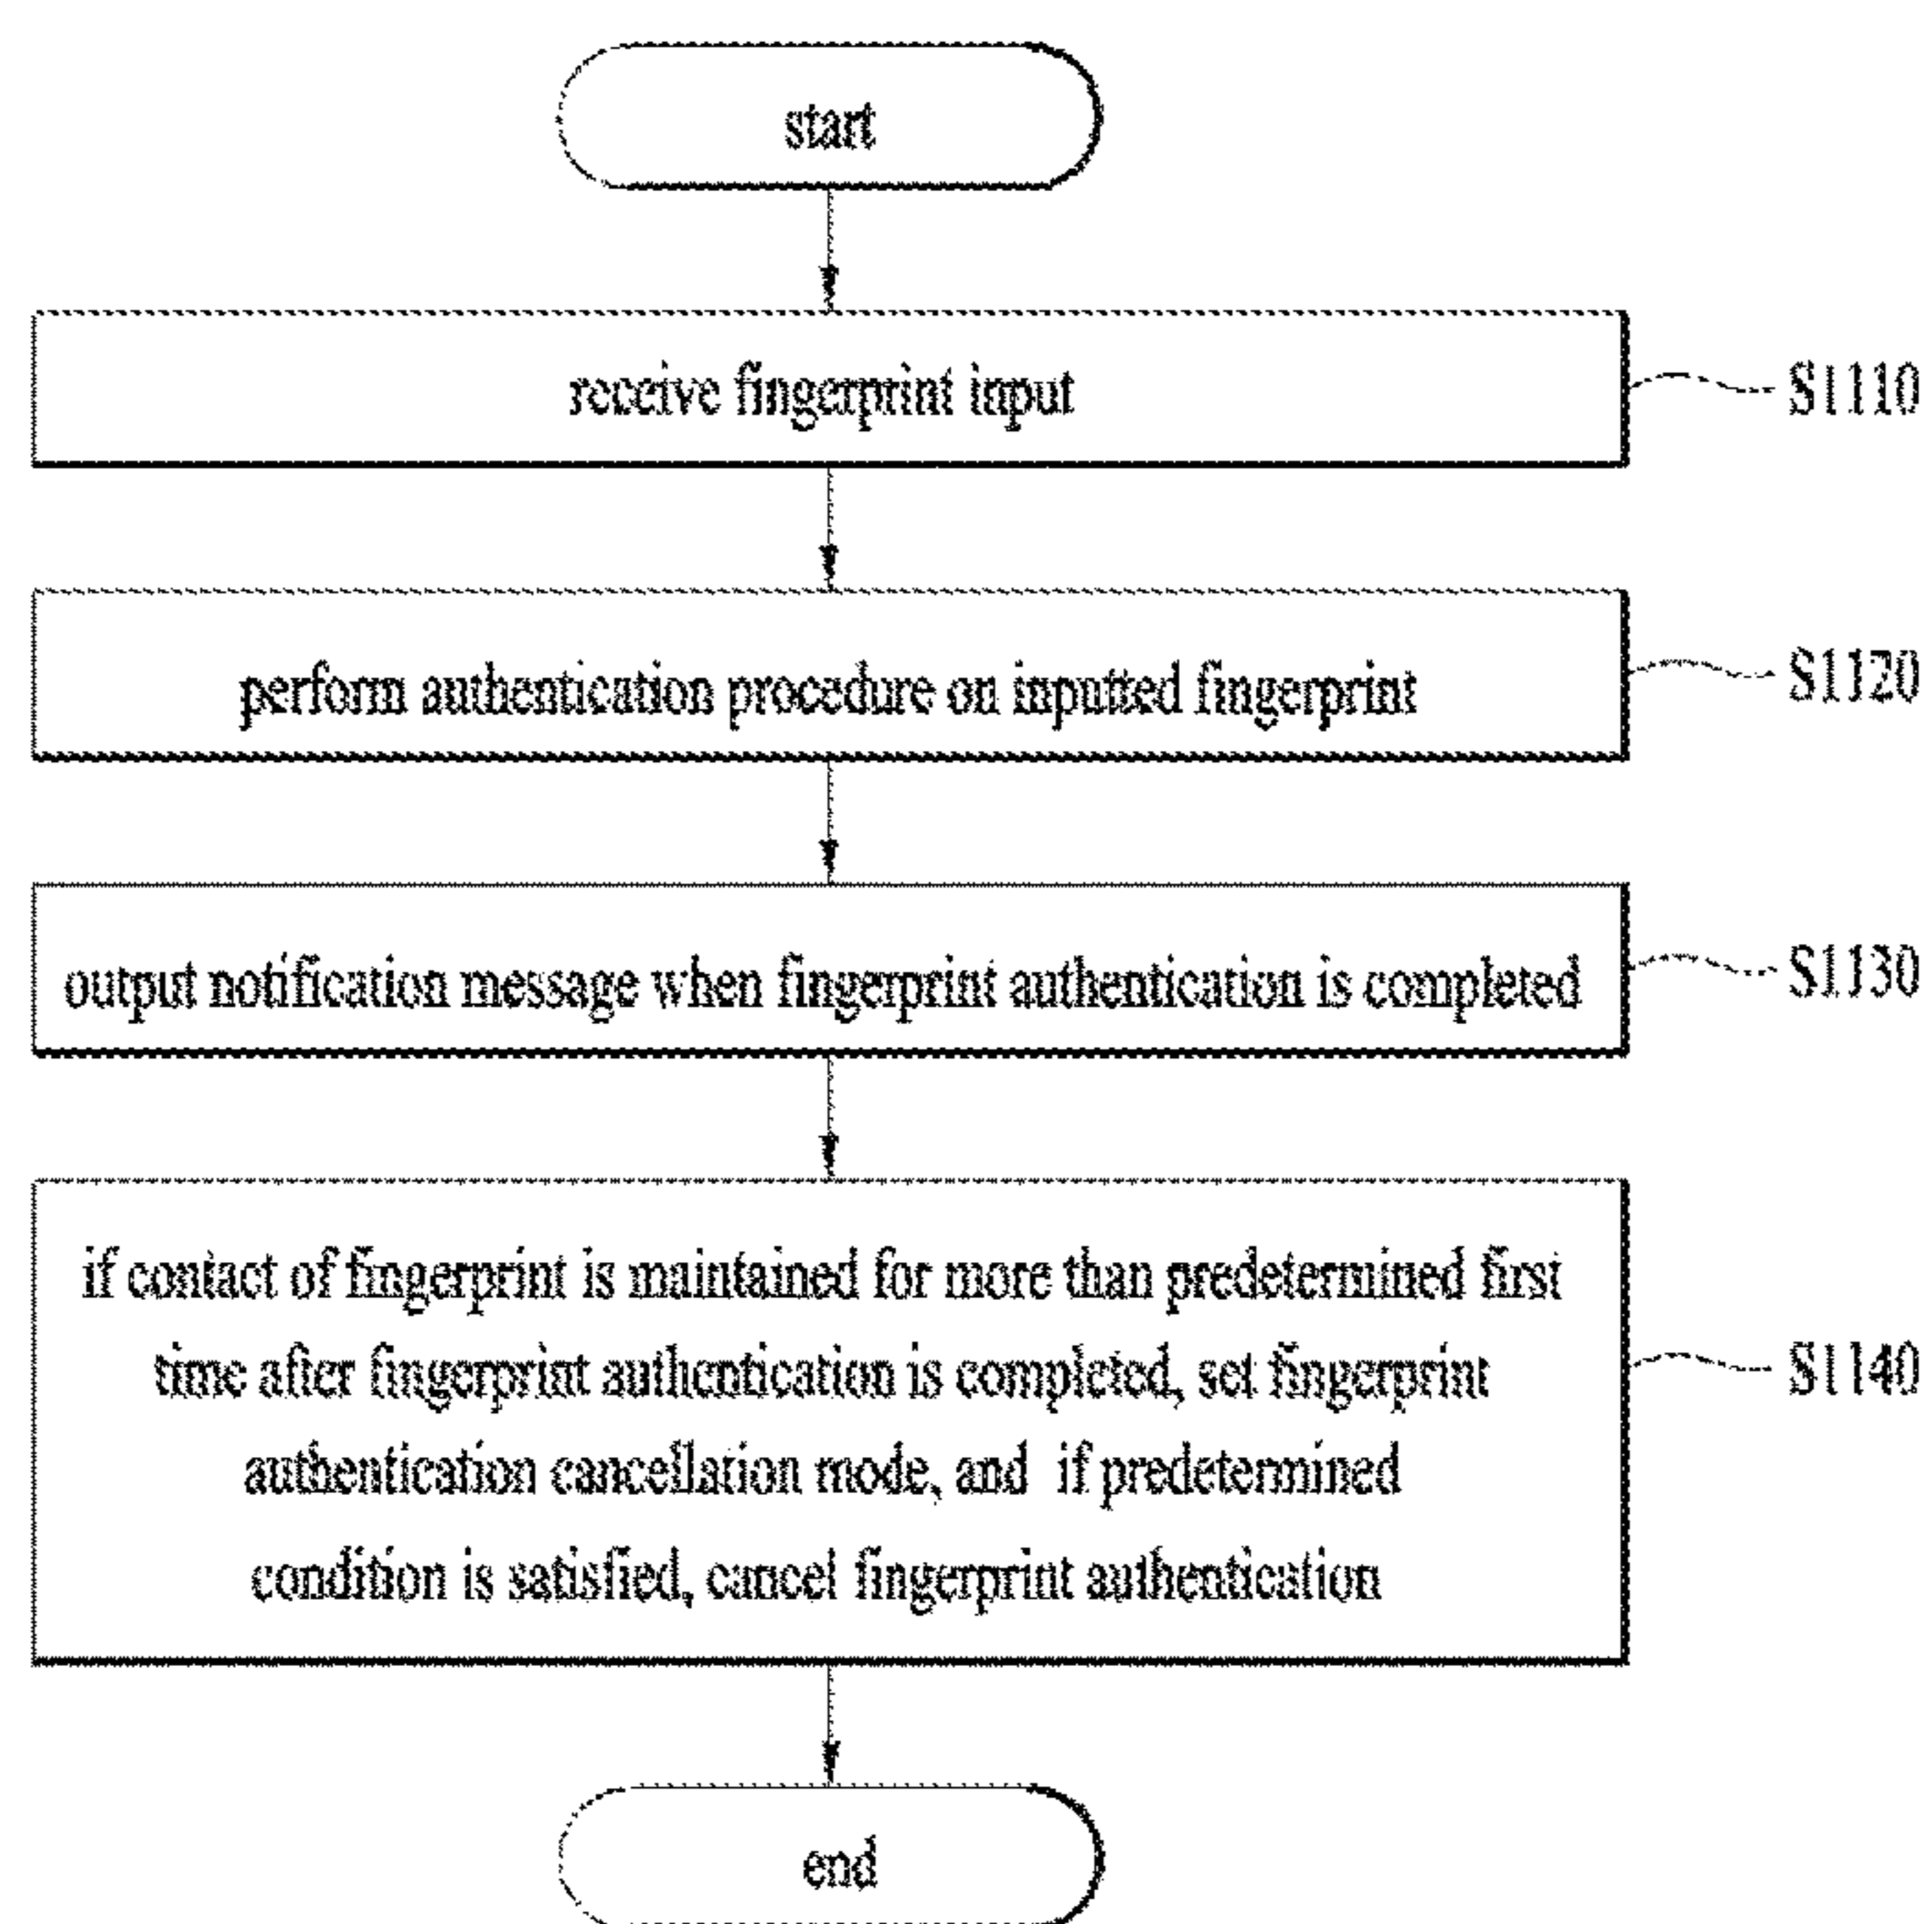 start
receive fingerprint input
S1110
perform authentication procedure on inputted fingerprint
S1120
output notification message when fingerprint authentication is completed
S1130
if contact of fingerprint is maintained for more than predetermined first
time after fingerprint authentication is completed, set fingerprint
authentication cancellation mode, and if predetermined
condition is satisfied, cancel fingerprint authentication
S1140
end